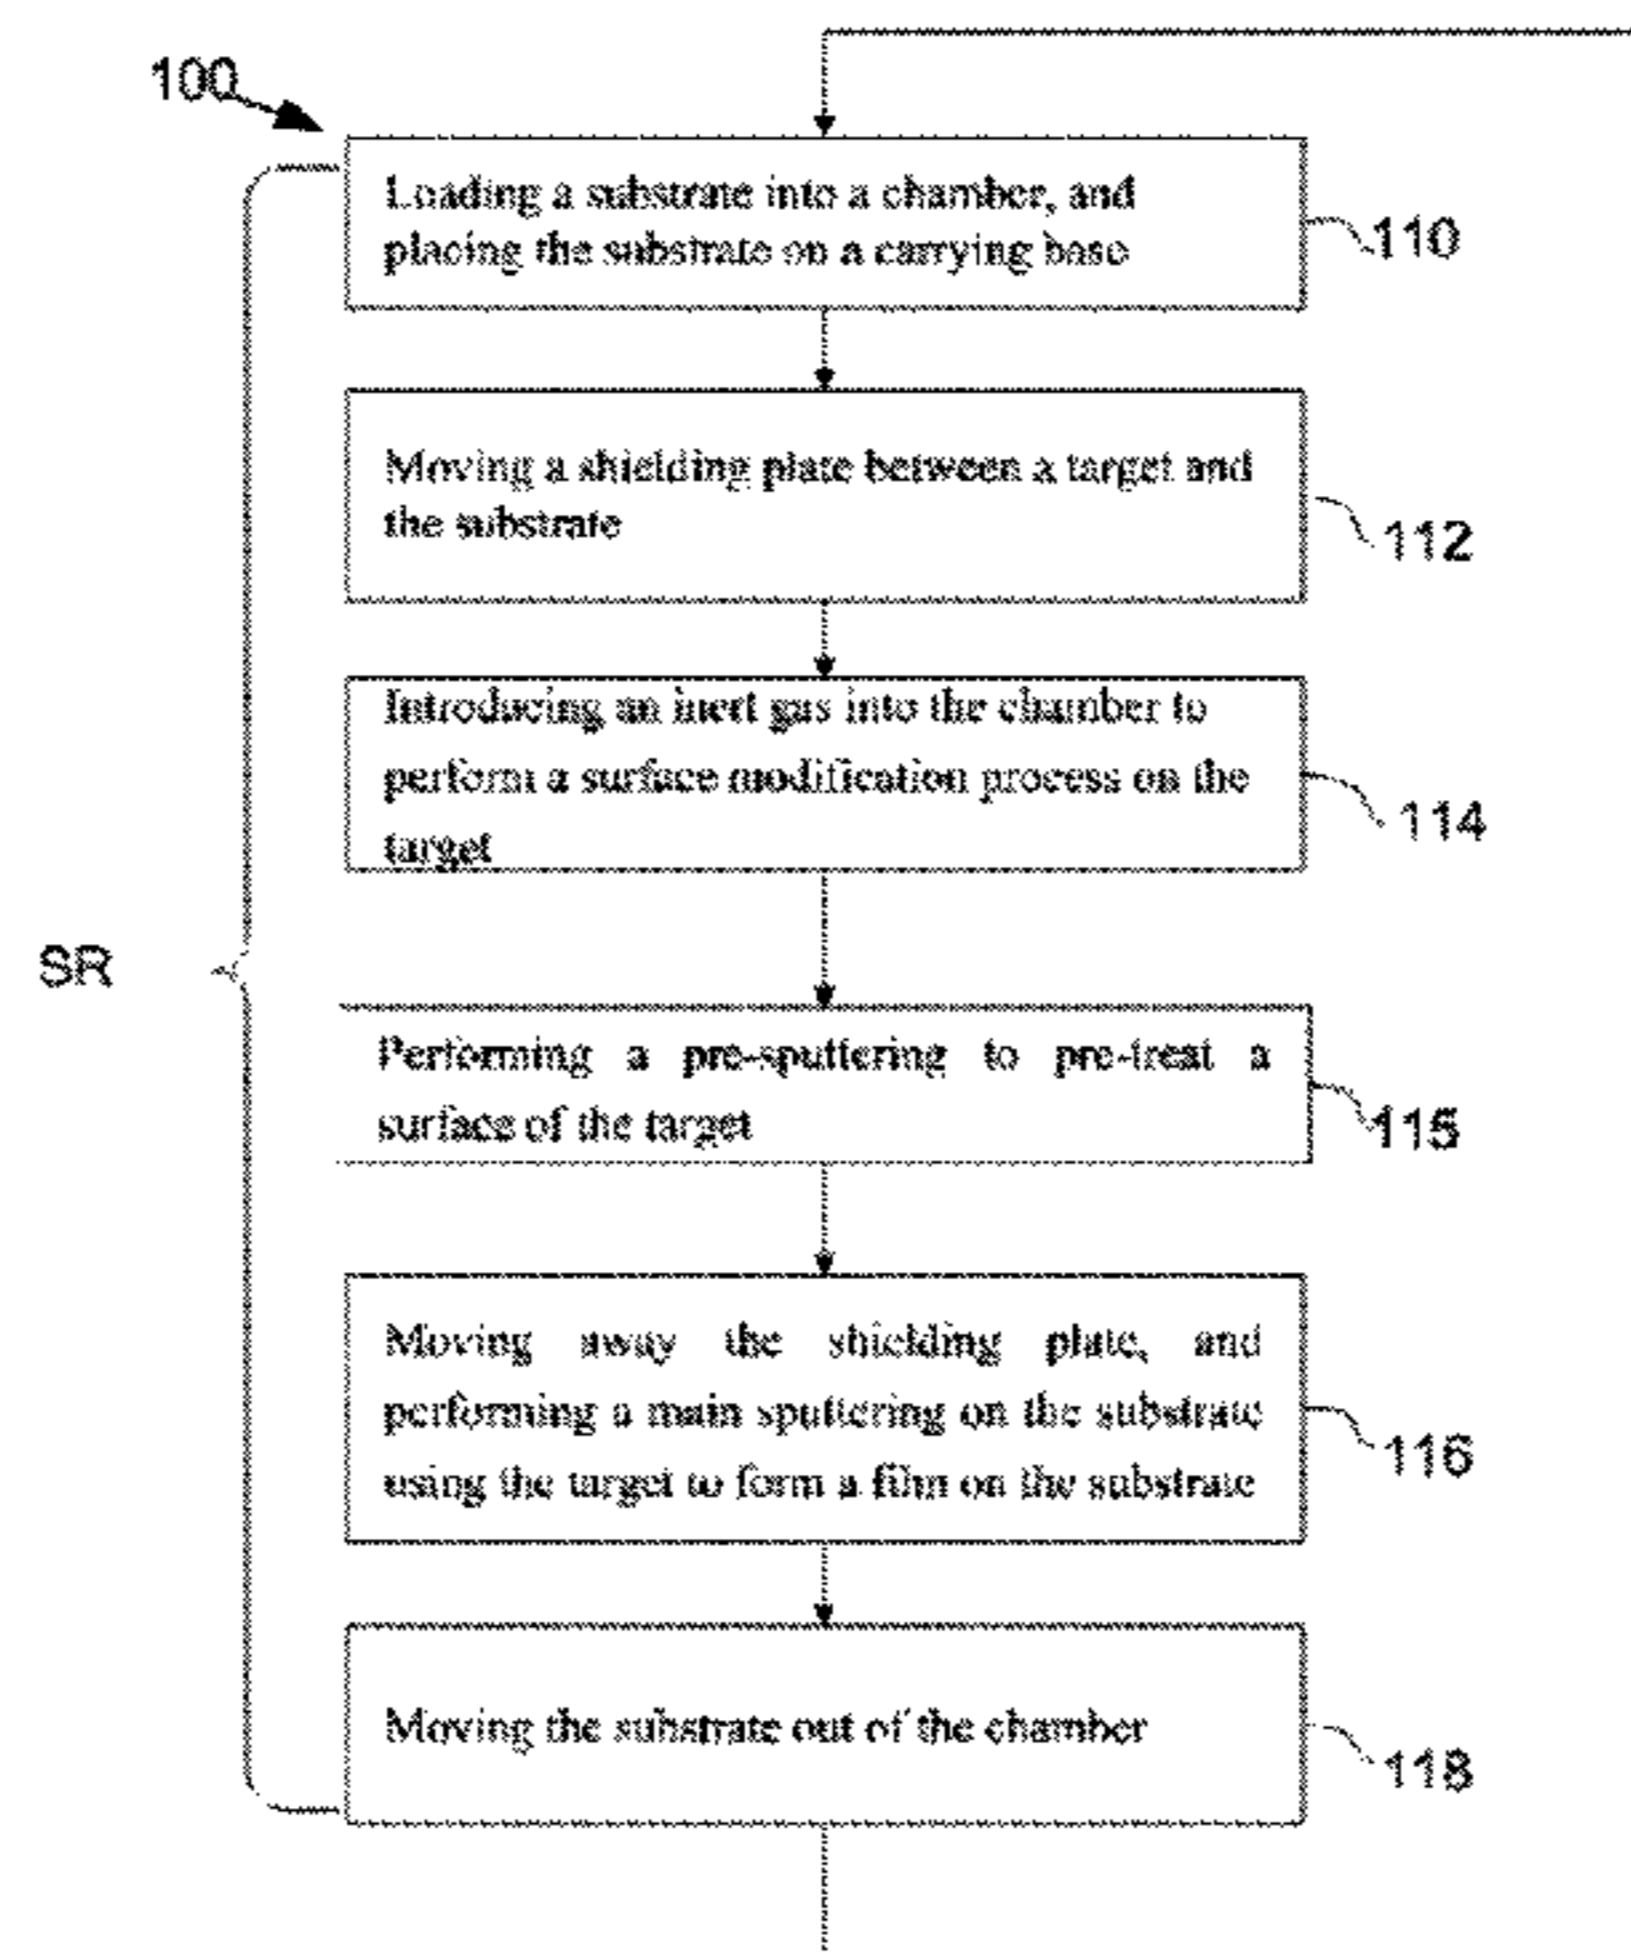 100
Loading a substrate into a chamber, and
placing the substrate on a carrying base
110
Moving a shielding plate between a target and
the substrate
112
Introducing an inert gas into the chamber to
perform a surface modification process on the
target
114
SR
Performing a pre-sputtering to pre-treat a
surface of the target
115
Moving away the shielding plate, and
performing a main sputtering on the substrate
using the target to form a film on the substrate
116
Moving the substrate out of the chamber
118